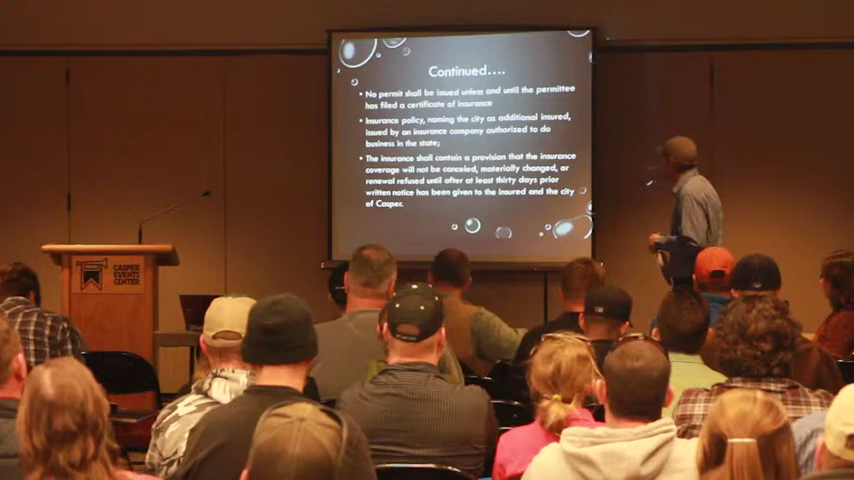 Continued....
• No permit shall be issued unless and until the permittee
has filed a certificate of insurance
• Insurance policy, naming the city as additional insured,
issued by an insurance company authorized to do
business in the state;
• The insurance shall contain a provision that the insurance
coverage will not be canceled, materially changed, or
renewal refused until after at least thirty days prior
written notice has been given to the insured and the city
of Casper.
CASPER
EVENTS
CENTER